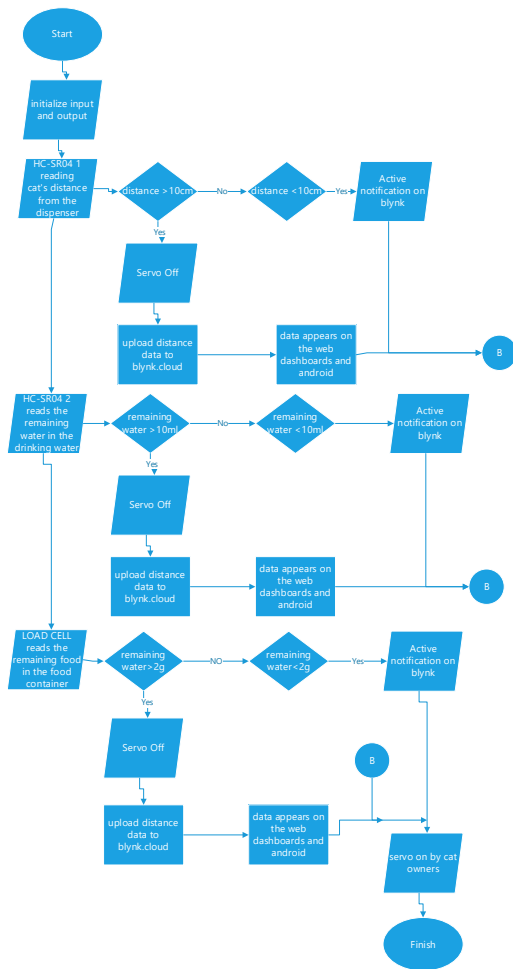 Start
initialize input
and output
HC-SR04 1
reading
cat's distance
from the
dispenser
distance >10cm
No
distance <10cm
Yes
Active
notification on
blynk
Yes
Servo Off
upload distance
data to
blynk.cloud
data appears on
the web
dashboards and
android
B
HC-SR04 2
reads the
remaining
water in the
drinking water
remaining
water >10ml
No
remaining
water <10ml
Active
notification on
blynk
Yes
Servo Off
upload distance
data to
blynk.cloud
data appears on
the web
dashboards and
android
B
LOAD CELL
reads the
remaining food
in the food
container
remaining
water>2g
NO
remaining
water<2g
Yes
Active
notification on
blynk
Yes
Servo Off
B
upload distance
data to
blynk.cloud
data appears on
the web
dashboards and
android
servo on by cat
owners
Finish